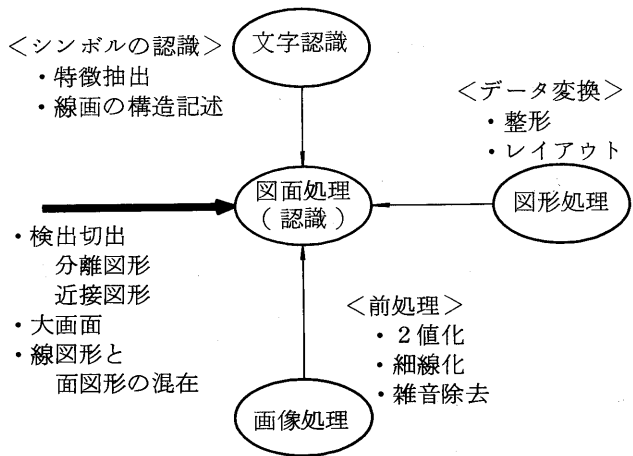 文字認識
＜シンボルの認識＞
・特徴抽出
・線画の構造記述
＜データ変換＞
・整形
・レイアウト
図面処理
（認識）
図形処理
・検出切出
分離図形
近接図形
・大画面
・線図形と
面図形の混在
＜前処理＞
・２値化
・細線化
・雑音除去
画像処理